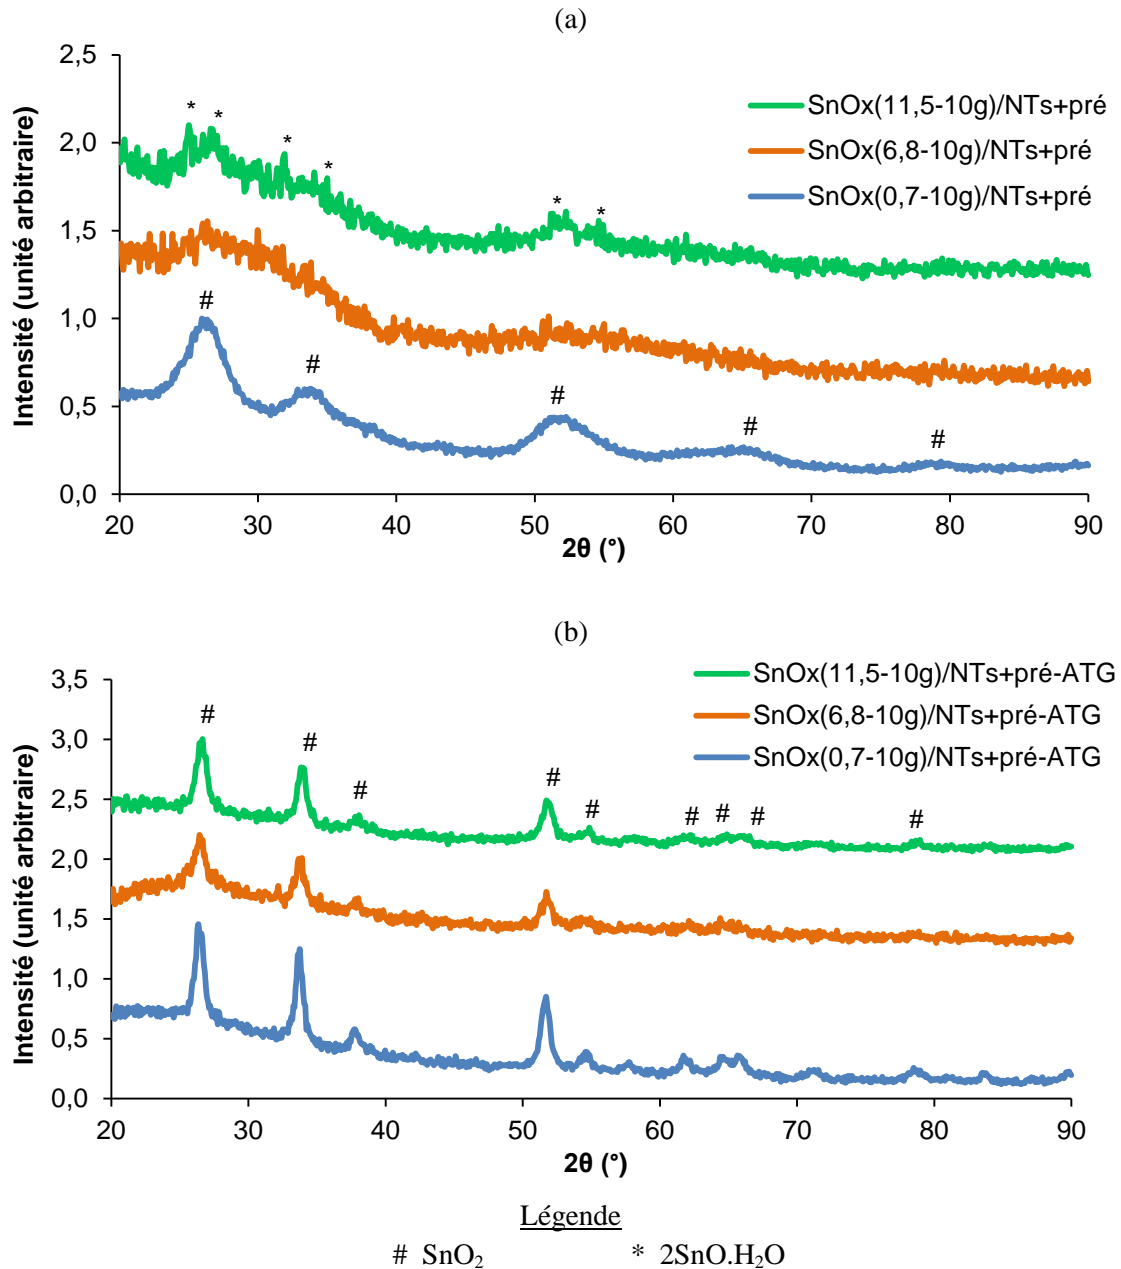 (a)
2,5
2,0
1,5
1,0
0,5
0,0
Intensité (unité arbitraire)
* * * * * *
SnOx(11,5-10g)/NTs+pré
SnOx(6,8-10g)/NTs+pré
SnOx(0,7-10g)/NTs+pré
# # # # #
20 30 40 50 60 70 80 90
2θ (°)
(b)
3,5
3,0
2,5
2,0
1,5
1,0
0,5
0,0
Intensité (unité arbitraire)
SnOx(11,5-10g)/NTs+pré-ATG
SnOx(6,8-10g)/NTs+pré-ATG
SnOx(0,7-10g)/NTs+pré-ATG
# # # # # # # # #
20 30 40 50 60 70 80 90
2θ (°)
Légende
# SnO₂ * 2SnO.H₂O